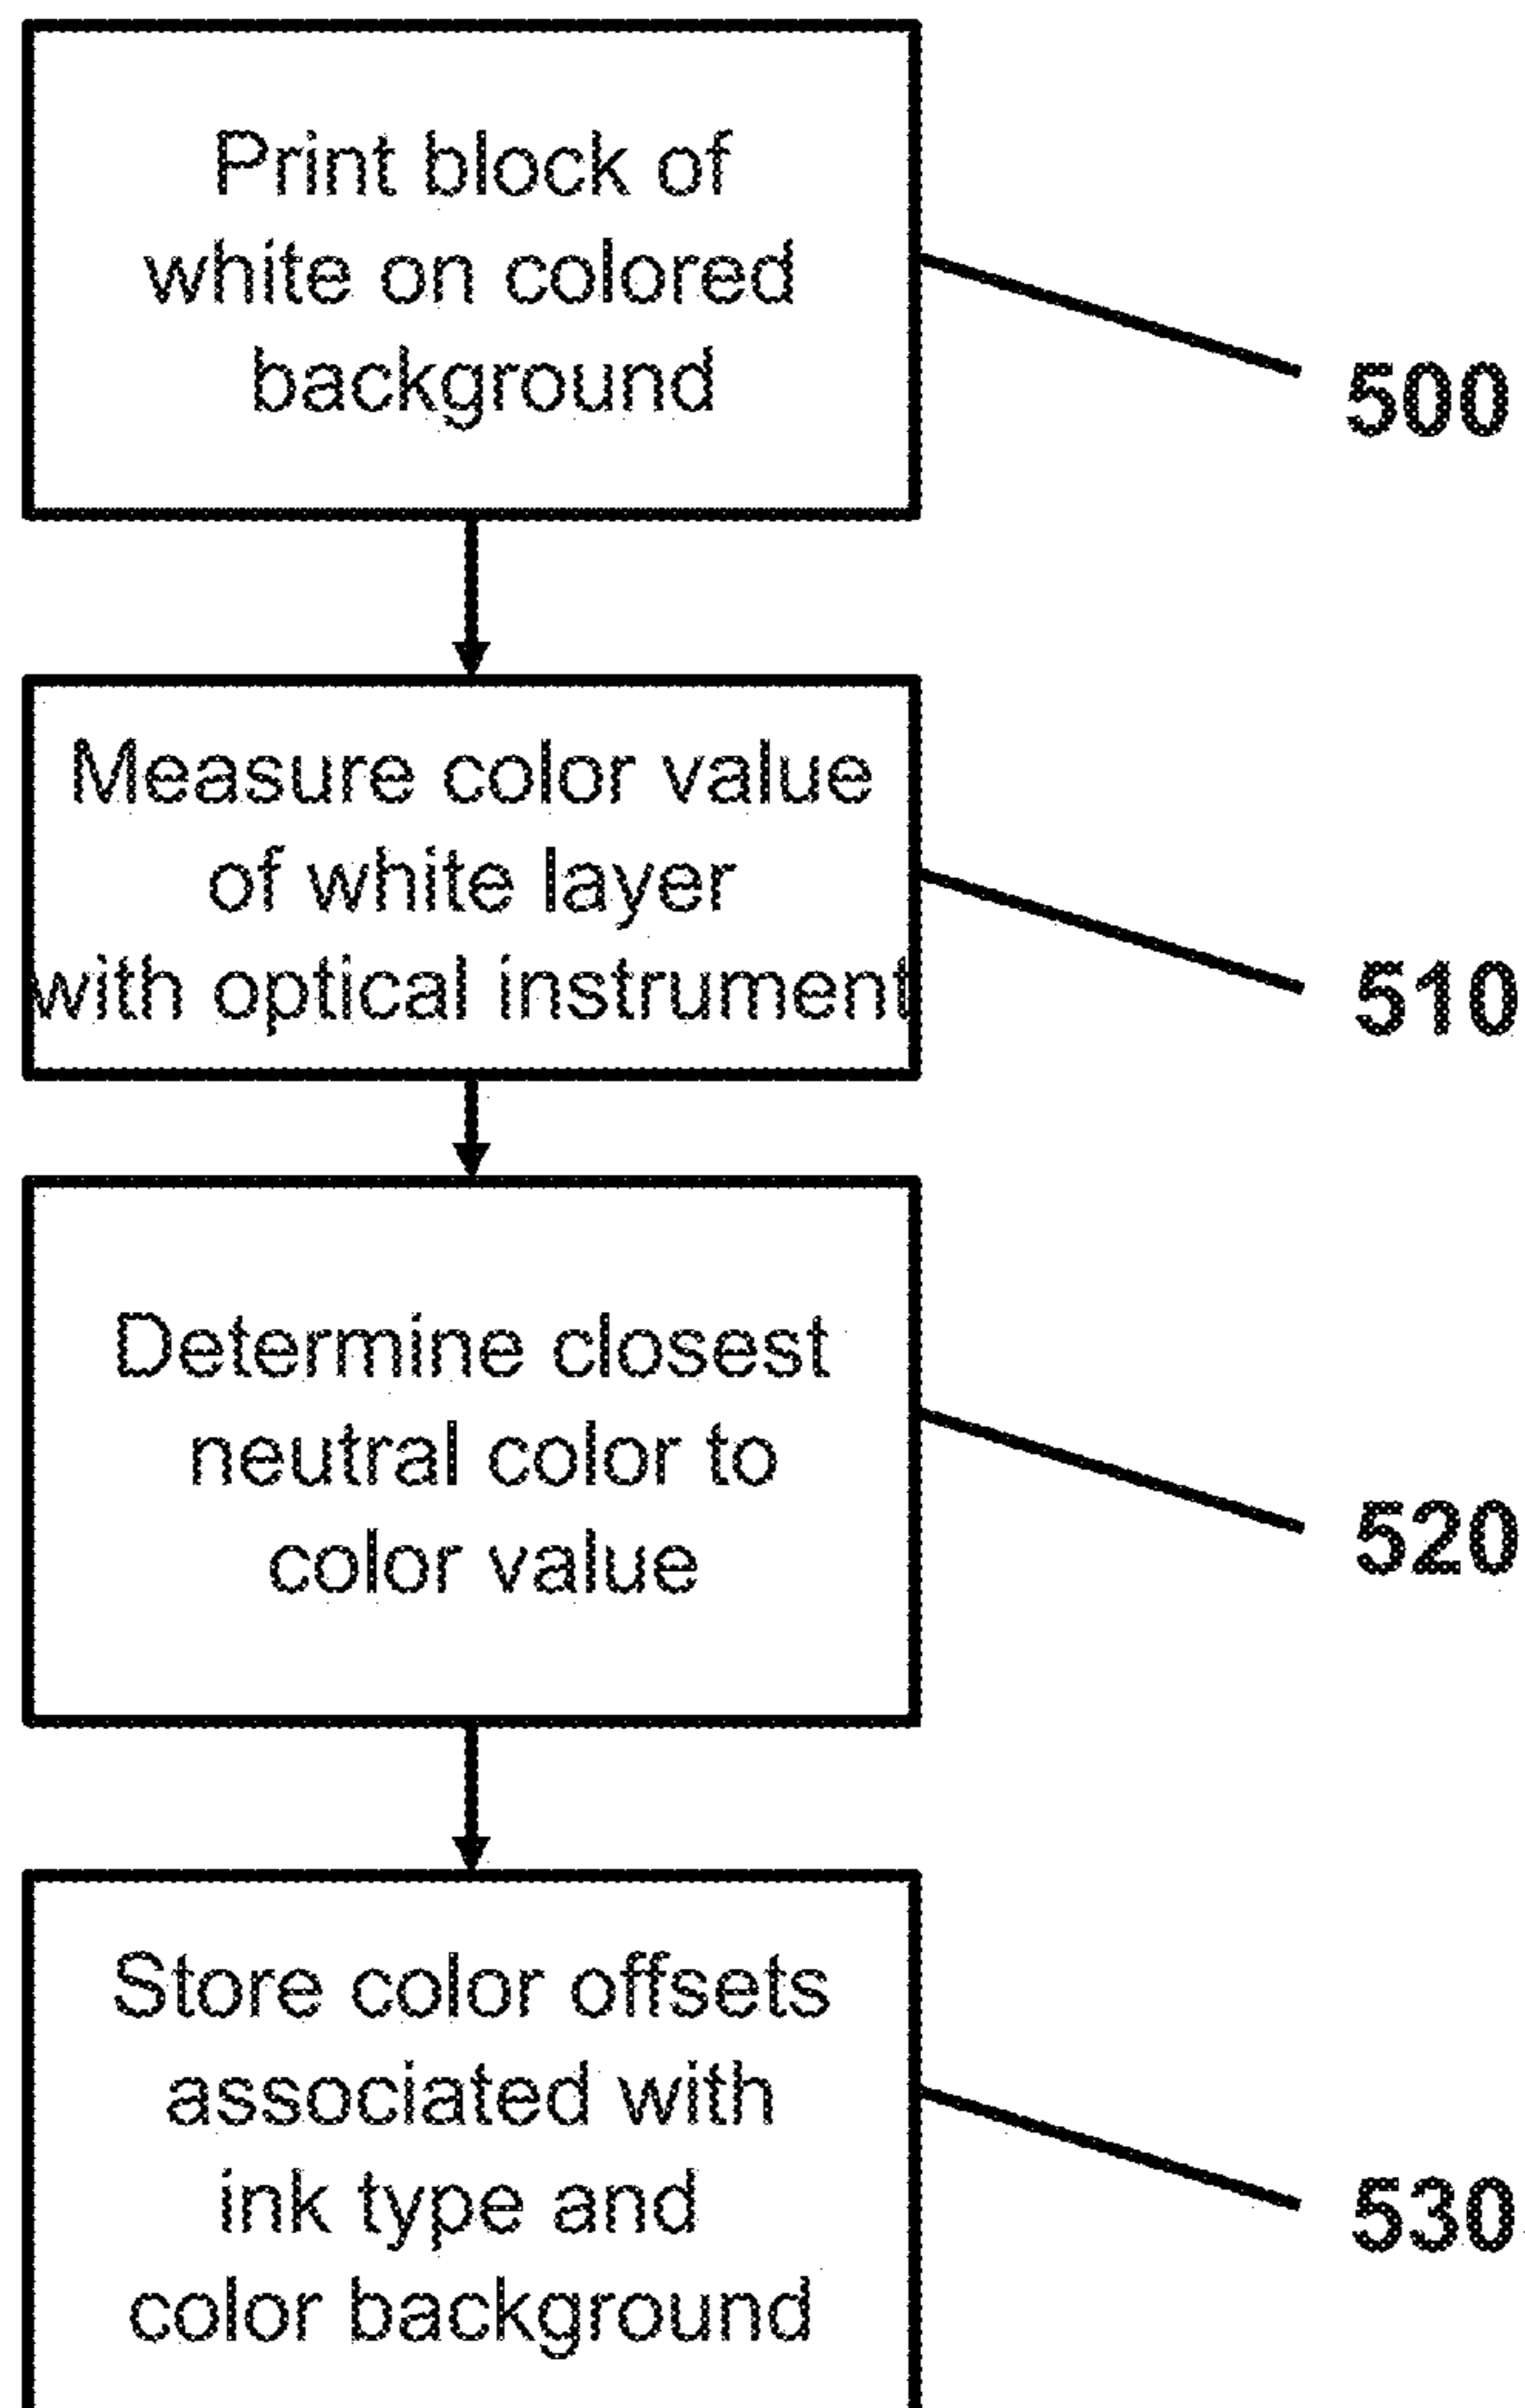 Print block of
white on colored
background
500
Measure color value
of white layer
with optical instrument
510
Determine closest
neutral color to
color value
520
Store color offsets
associated with
ink type and
color background
530